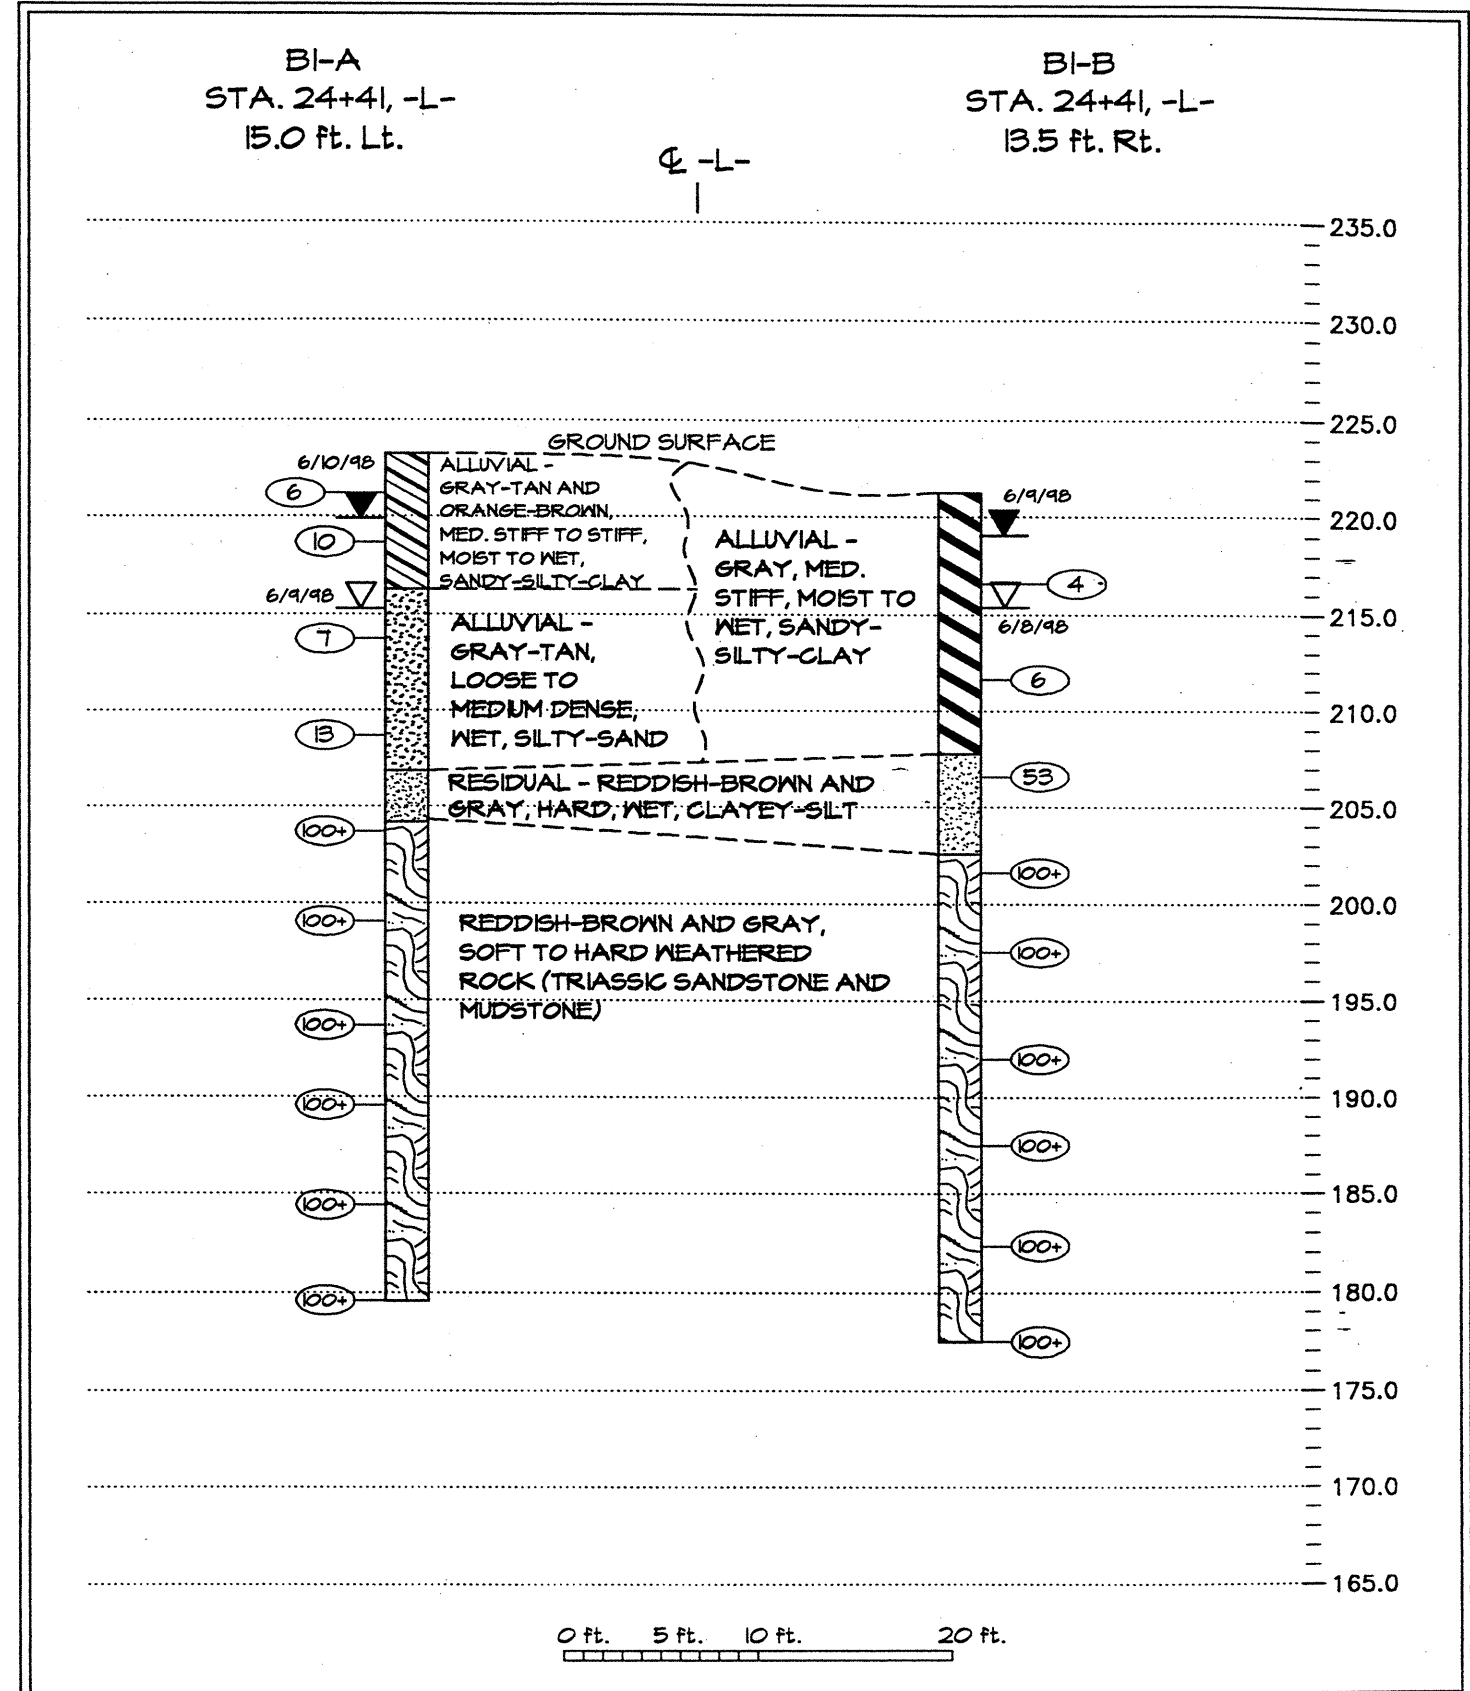 B1-A
STA. 24+41, -L-
15.0 ft. Lt.
B1-B
STA. 24+41, -L-
13.5 ft. Rt.
℄ -L-
235.0
230.0
225.0
220.0
215.0
210.0
205.0
200.0
195.0
190.0
185.0
180.0
175.0
170.0
165.0
GROUND SURFACE
6/10/98
6
10
6/9/98
7
13
100+
100+
100+
100+
100+
100+
ALLUVIAL -
GRAY-TAN AND
ORANGE-BROWN,
MED. STIFF TO STIFF,
MOIST TO WET,
SANDY-SILTY-CLAY
ALLUVIAL -
GRAY-TAN,
LOOSE TO
MEDIUM DENSE,
WET, SILTY-SAND
ALLUVIAL -
GRAY, MED.
STIFF, MOIST TO
WET, SANDY-
SILTY-CLAY
RESIDUAL - REDDISH-BROWN AND
GRAY, HARD, WET, CLAYEY-SILT
REDDISH-BROWN AND GRAY,
SOFT TO HARD WEATHERED
ROCK (TRIASSIC SANDSTONE AND
MUDSTONE)
6/9/98
4
6/8/98
6
53
100+
100+
100+
100+
100+
100+
0 ft. 5 ft. 10 ft. 20 ft.